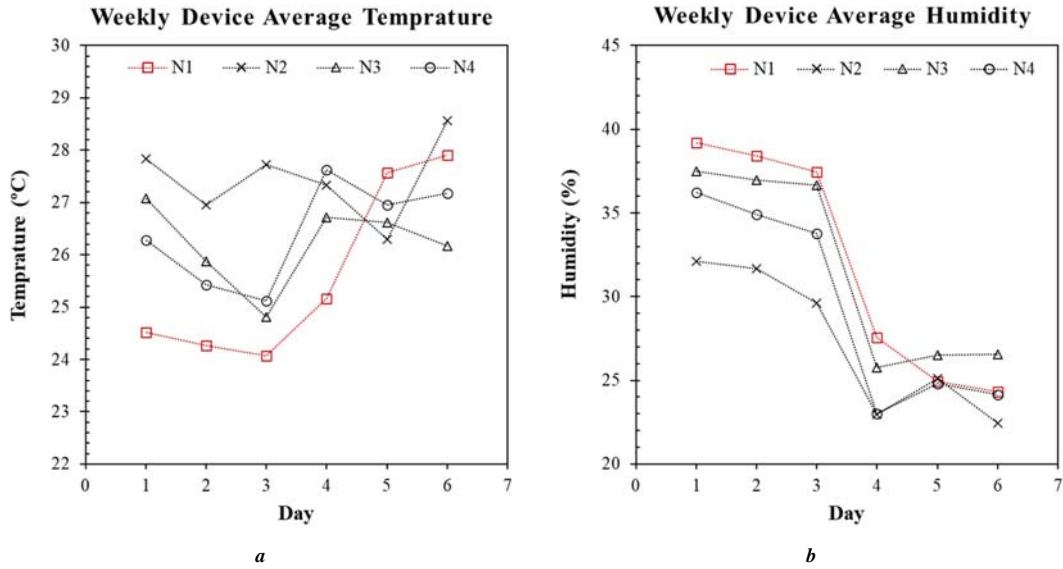 Weekly Device Average Temprature
30
29
28
27
26
25
24
23
22
N1 N2 N3 N4
Temprature (°C)
0 1 2 3 4 5 6 7
Day
a
Weekly Device Average Humidity
45
40
35
30
25
20
N1 N2 N3 N4
Humidity (%)
0 1 2 3 4 5 6 7
Day
b